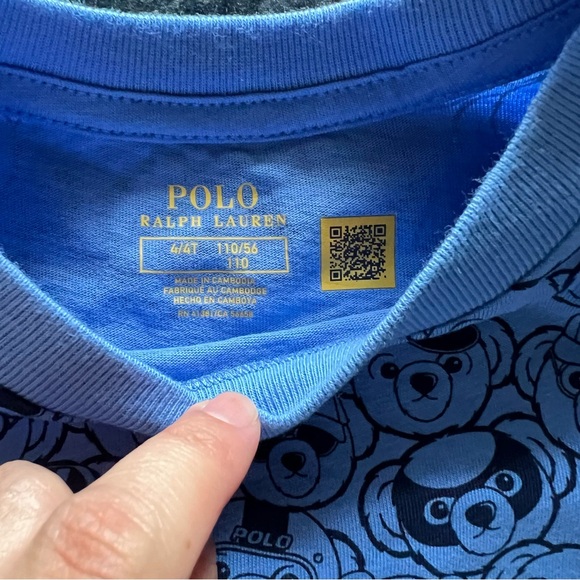 POLO
RALPH LAUREN
4/4T 110/56
110
MADE IN CAMBODIA
FABRIQUÉ AU CAMBODGE
HECHO EN CAMBOYA
RN 41381/CA 56658
POLO